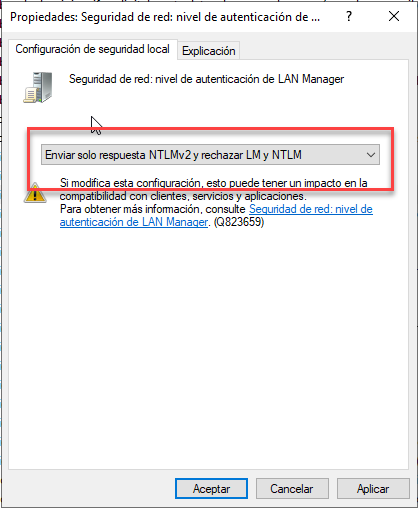 Propiedades: Seguridad de red: nivel de autenticación de ...
?
Configuración de seguridad local
Explicación
Seguridad de red: nivel de autenticación de LAN Manager
Enviar solo respuesta NTLMv2 y rechazar LM y NTLM
Si modifica esta configuración, esto puede tener un impacto en la
compatibilidad con clientes, servicios y aplicaciones.
Para obtener más información, consulte Seguridad de red: nivel de
autenticación de LAN Manager. (Q823659)
Aceptar
Cancelar
Aplicar